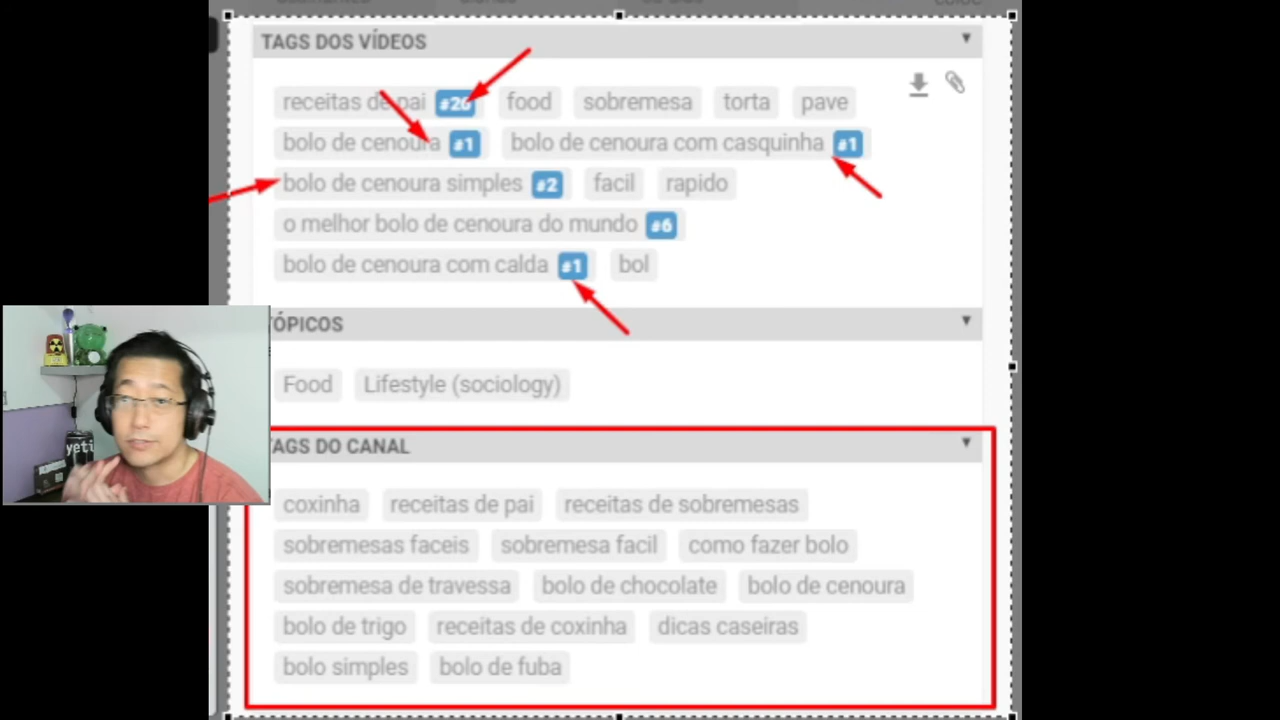 TAGS DOS VÍDEOS
receitas de pai #20 food sobremesa torta pave
bolo de cenoura #1 bolo de cenoura com casquinha #1
bolo de cenoura simples #2 facil rapido
o melhor bolo de cenoura do mundo #6
bolo de cenoura com calda #1 bol
TÓPICOS
Food Lifestyle (sociology)
TAGS DO CANAL
yeti
coxinha receitas de pai receitas de sobremesas
sobremesas faceis sobremesa facil como fazer bolo
sobremesa de travessa bolo de chocolate bolo de cenoura
bolo de trigo receitas de coxinha dicas caseiras
bolo simples bolo de fuba